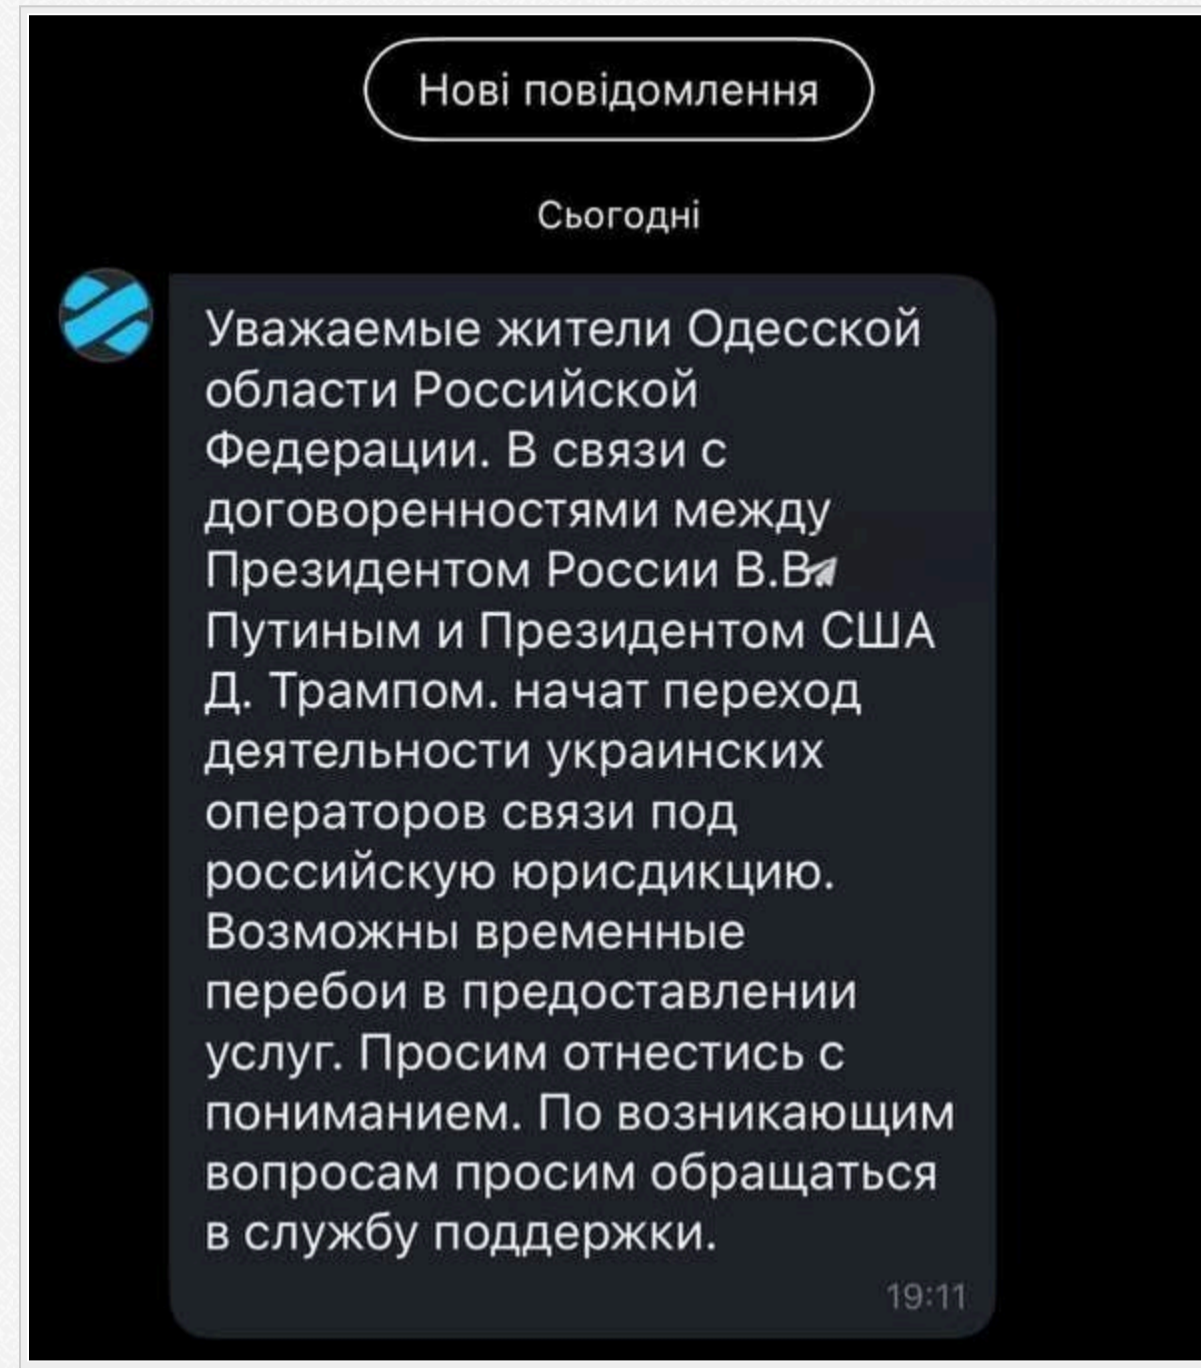 Нові повідомлення
Сьогодні
Уважаемые жители Одесской
области Российской
Федерации. В связи с
договоренностями между
Президентом России В.В
Путиным и Президентом США
Д. Трампом. начат переход
деятельности украинских
операторов связи под
российскую юрисдикцию.
Возможны временные
перебои в предоставлении
услуг. Просим отнестись с
пониманием. По возникающим
вопросам просим обращаться
в службу поддержки.
19:11